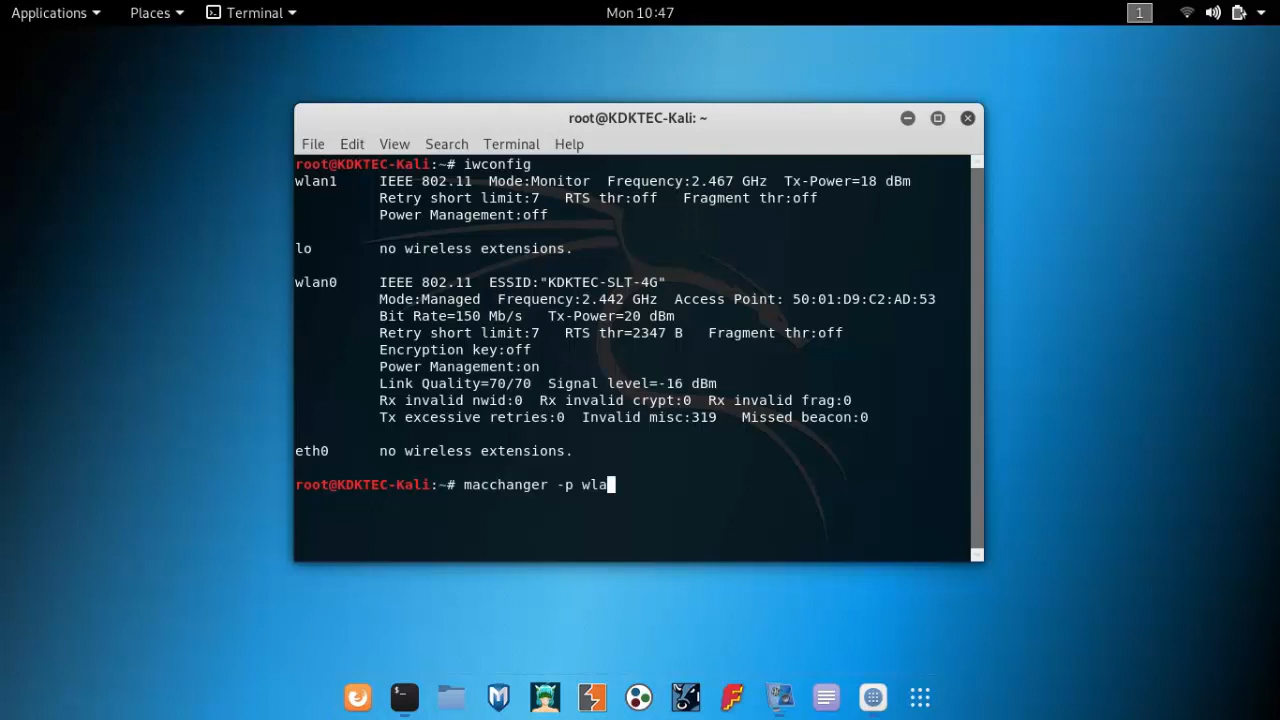 Applications Places Terminal Mon 10:47 1
root@KDKTEC-Kali: ~
File Edit View Search Terminal Help
root@KDKTEC-Kali:~# iwconfig
wlan1     IEEE 802.11  Mode:Monitor  Frequency:2.467 GHz  Tx-Power=18 dBm
          Retry short limit:7   RTS thr:off   Fragment thr:off
          Power Management:off
lo        no wireless extensions.
wlan0     IEEE 802.11  ESSID:"KDKTEC-SLT-4G"
          Mode:Managed  Frequency:2.442 GHz  Access Point: 50:01:D9:C2:AD:53
          Bit Rate=150 Mb/s   Tx-Power=20 dBm
          Retry short limit:7   RTS thr=2347 B   Fragment thr:off
          Encryption key:off
          Power Management:on
          Link Quality=70/70  Signal level=-16 dBm
          Rx invalid nwid:0  Rx invalid crypt:0  Rx invalid frag:0
          Tx excessive retries:0  Invalid misc:319   Missed beacon:0
eth0      no wireless extensions.
root@KDKTEC-Kali:~# macchanger -p wla